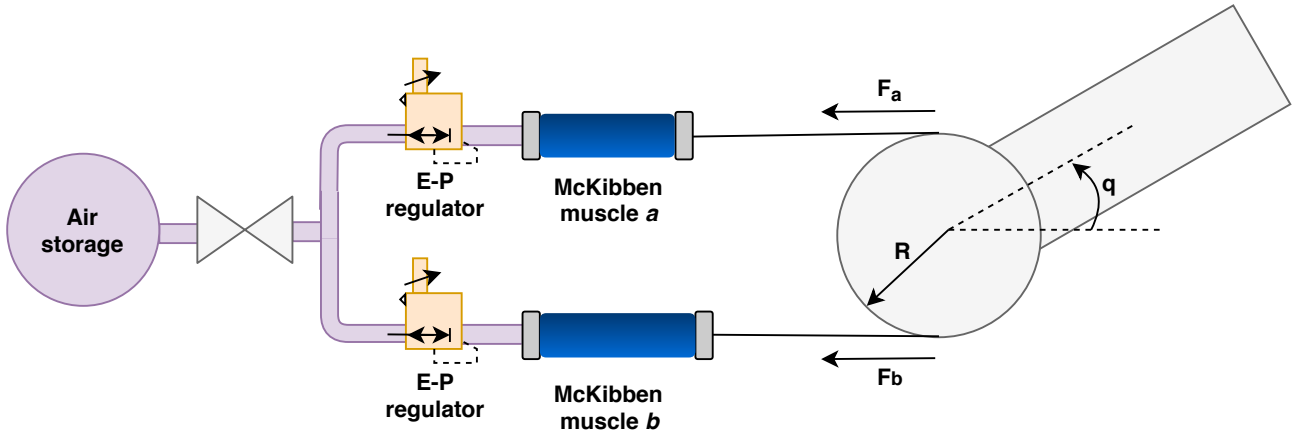 Air
storage
E-P
regulator
McKibben
muscle a
Fa
q
R
E-P
regulator
McKibben
muscle b
Fb